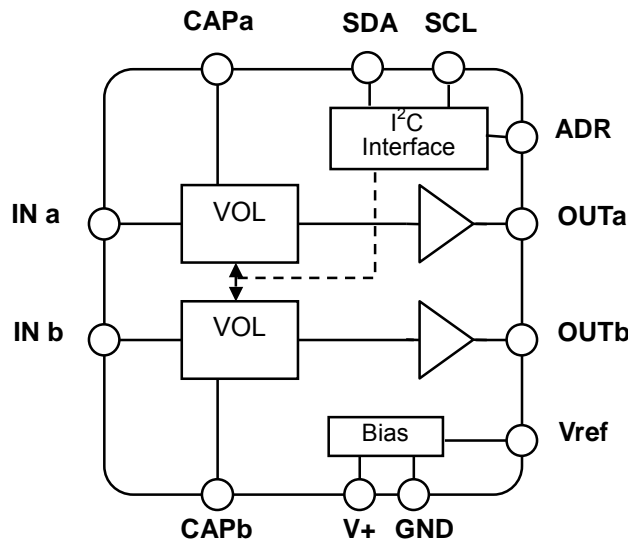 CAPa SDA SCL
I²C
Interface
ADR
IN a
VOL
OUTa
IN b
VOL
OUTb
Bias
Vref
CAPb V+ GND